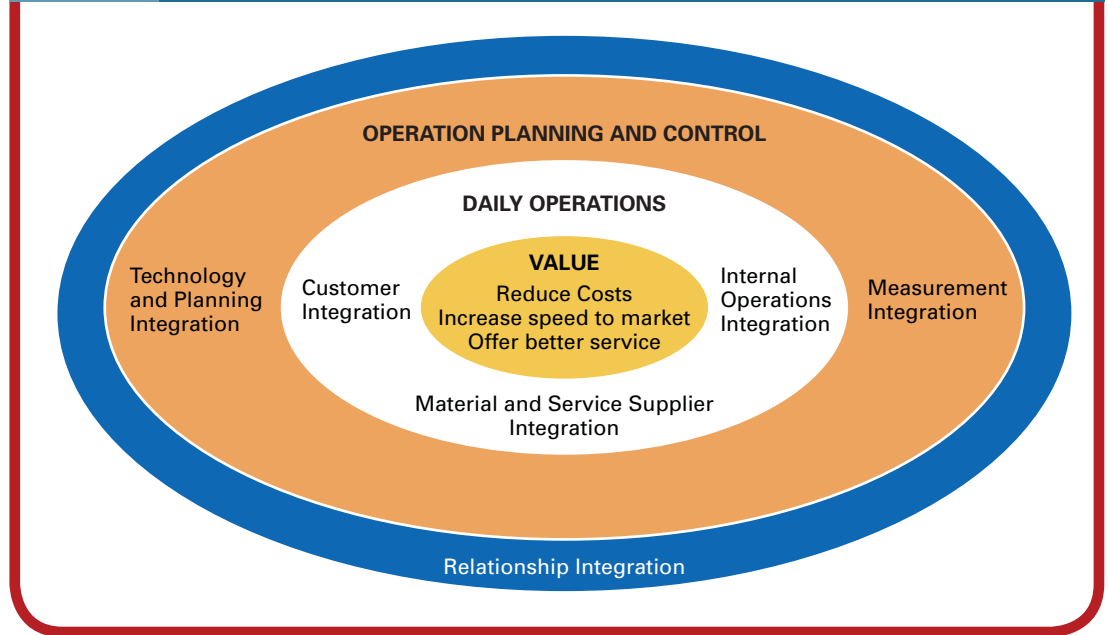 OPERATION PLANNING AND CONTROL
DAILY OPERATIONS
VALUE
Reduce Costs
Increase speed to market
Offer better service
Technology
and Planning
Integration
Customer
Integration
Internal
Operations
Integration
Measurement
Integration
Material and Service Supplier
Integration
Relationship Integration